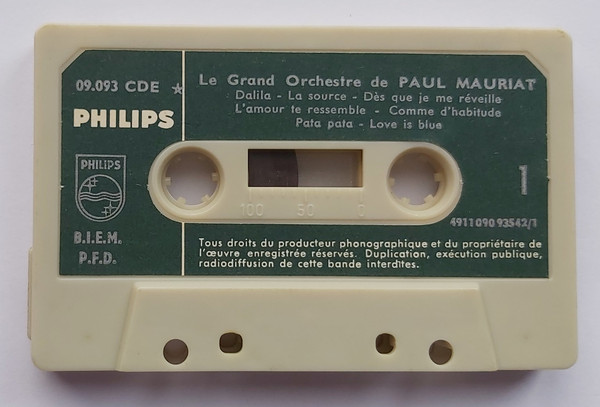 09.093 CDE
PHILIPS
PHILIPS
B.I.E.M.
P.F.D.
Le Grand Orchestre de PAUL MAURIAT
Dalila - La source - Dès que je me réveille
L'amour te ressemble - Comme d'habitude
Pata pata - Love is blue
1
100 50 0
4911 090 93542/1
Tous droits du producteur phonographique et du propriétaire de
l'œuvre enregistrée réservés. Duplication, exécution publique,
radiodiffusion de cette bande interdites.